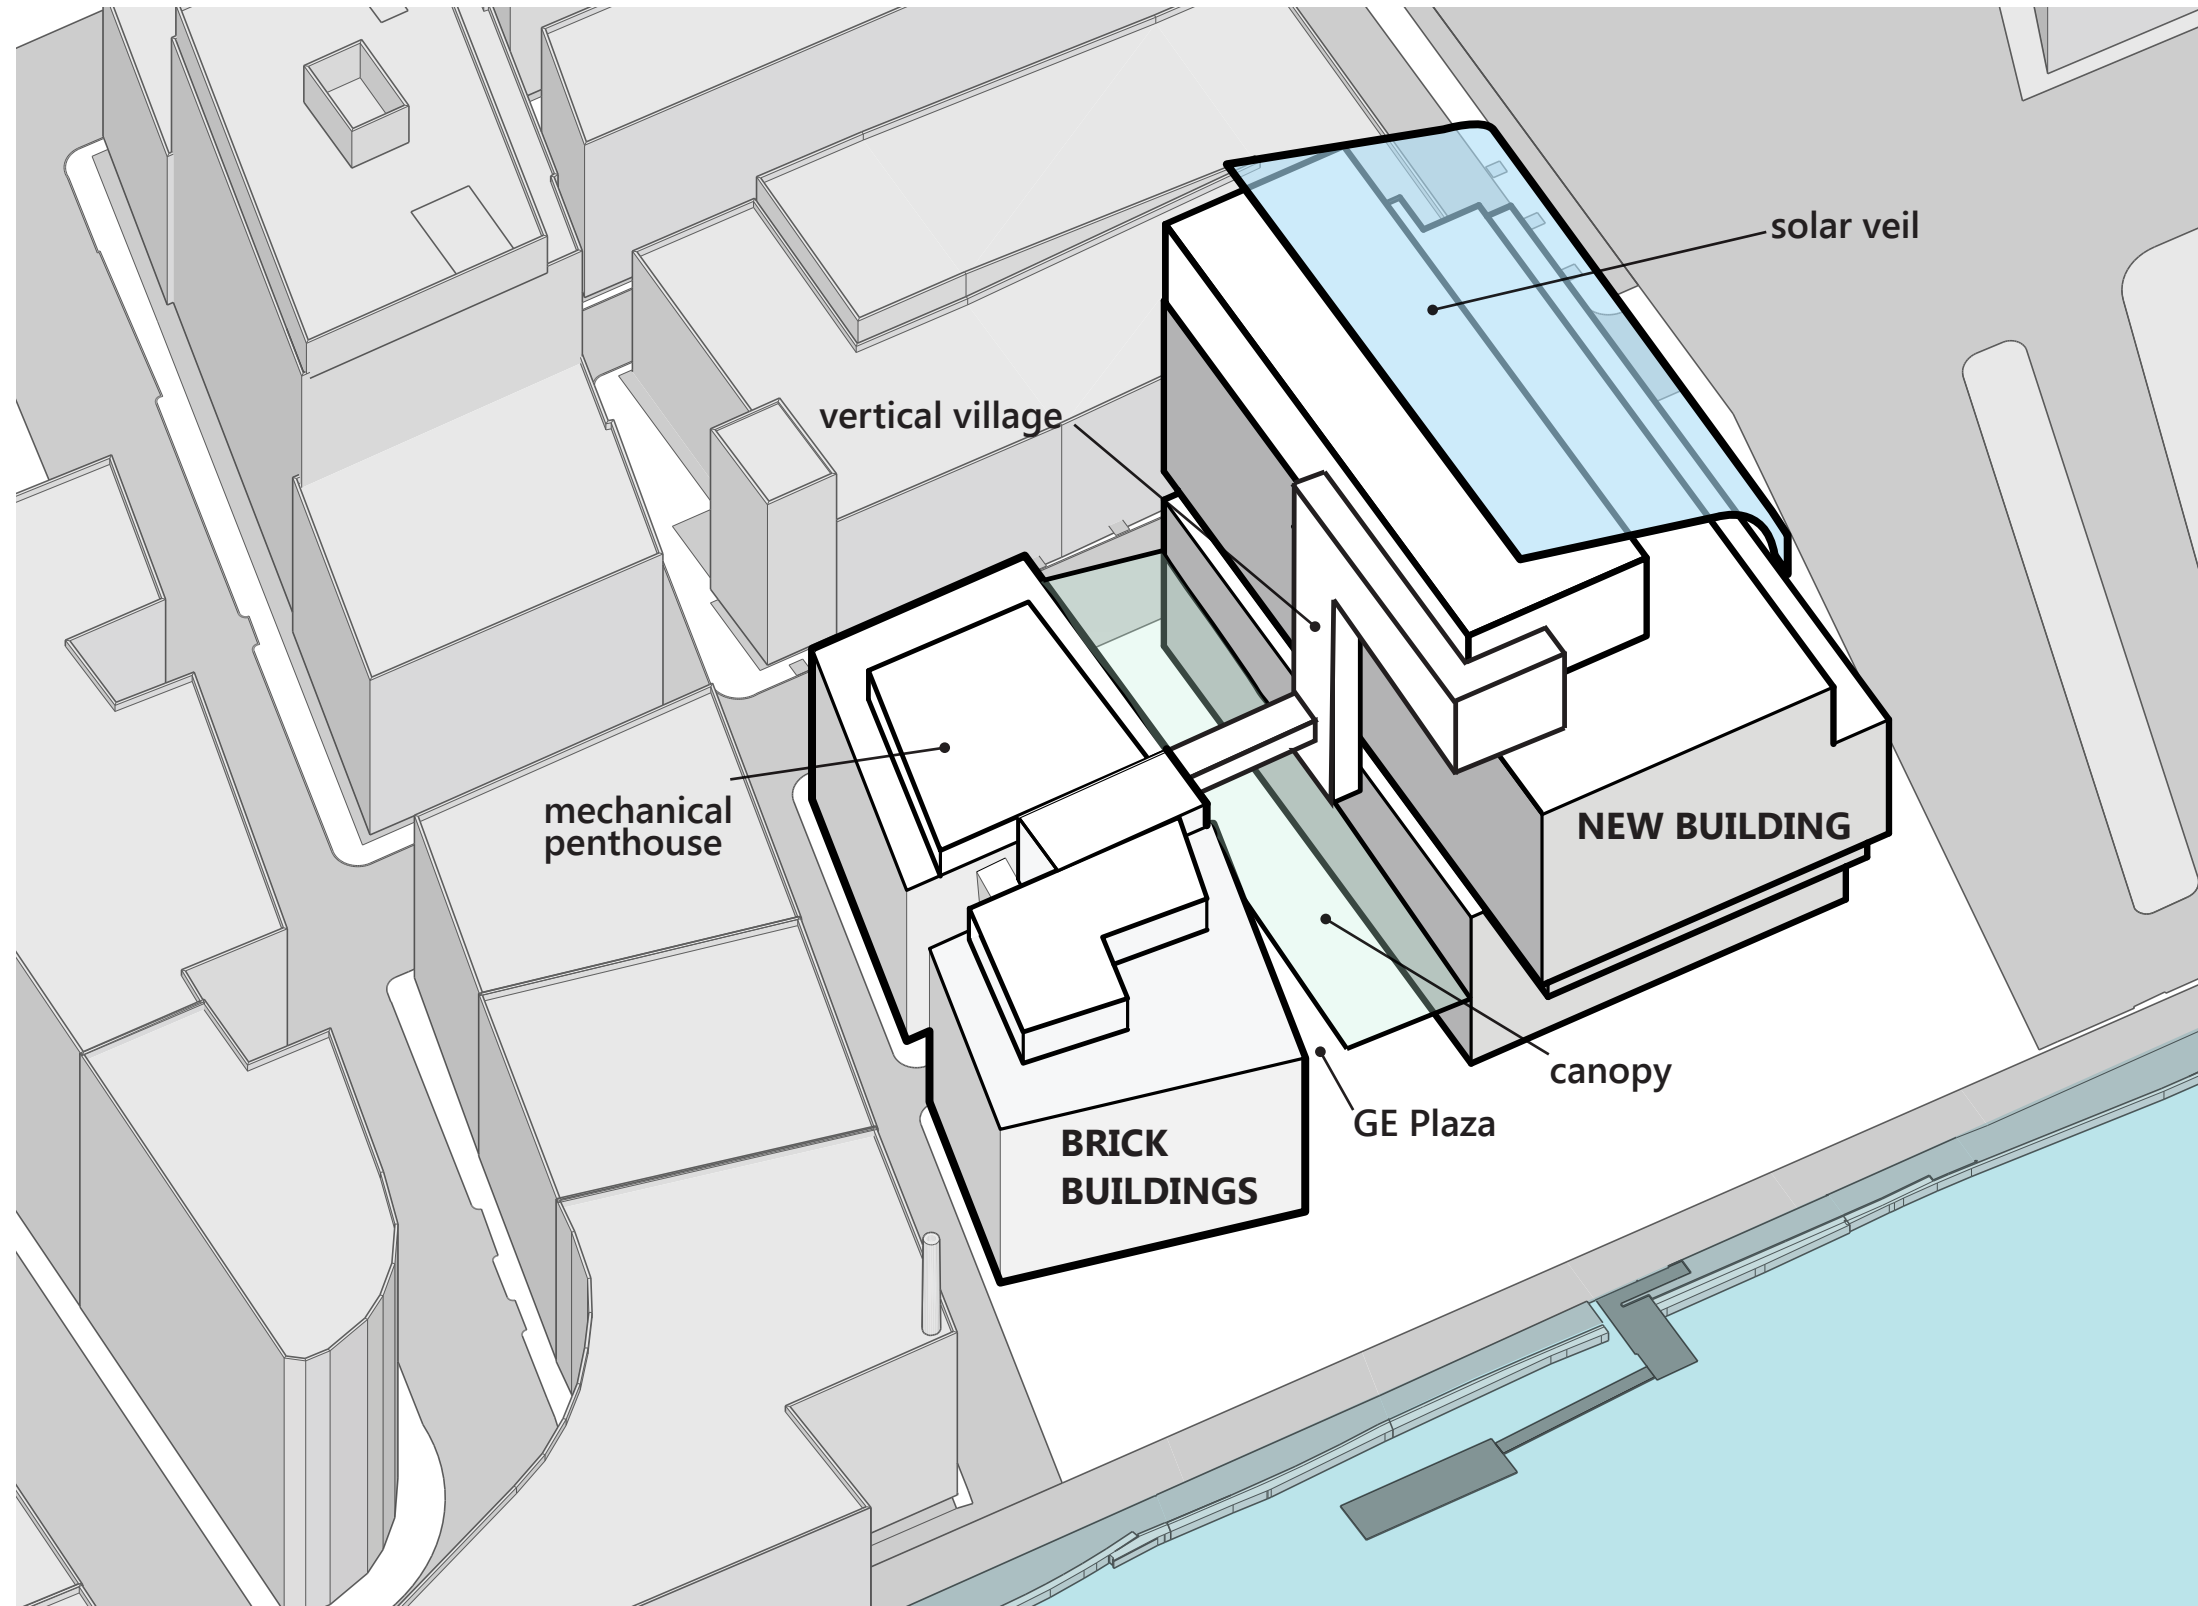 solar veil
vertical village
mechanical
penthouse
NEW BUILDING
canopy
GE Plaza
BRICK
BUILDINGS